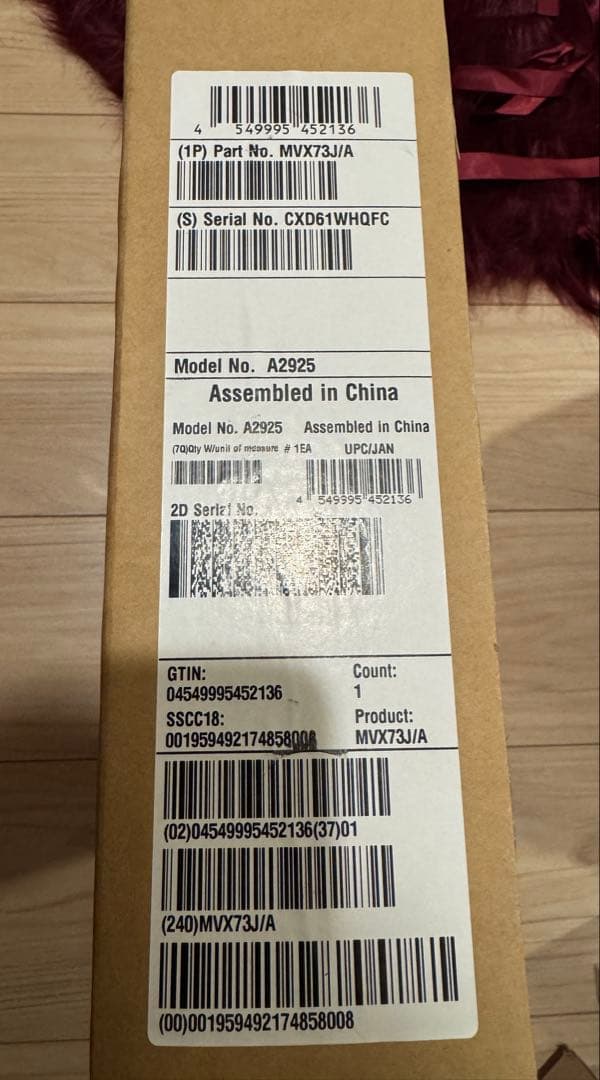 4 549995 452136
(1P) Part No. MVX73J/A
(S) Serial No. CXD61WHQFC
Model No. A2925
Assembled in China
Model No. A2925 Assembled in China
(7Q)Qty W/unit of measure # 1EA UPC/JAN
4 549995 452136
2D Serial No.
GTIN: Count:
04549995452136 1
SSCC18: Product:
001959492174858008 MVX73J/A
(02)04549995452136(37)01
(240)MVX73J/A
(00)001959492174858008